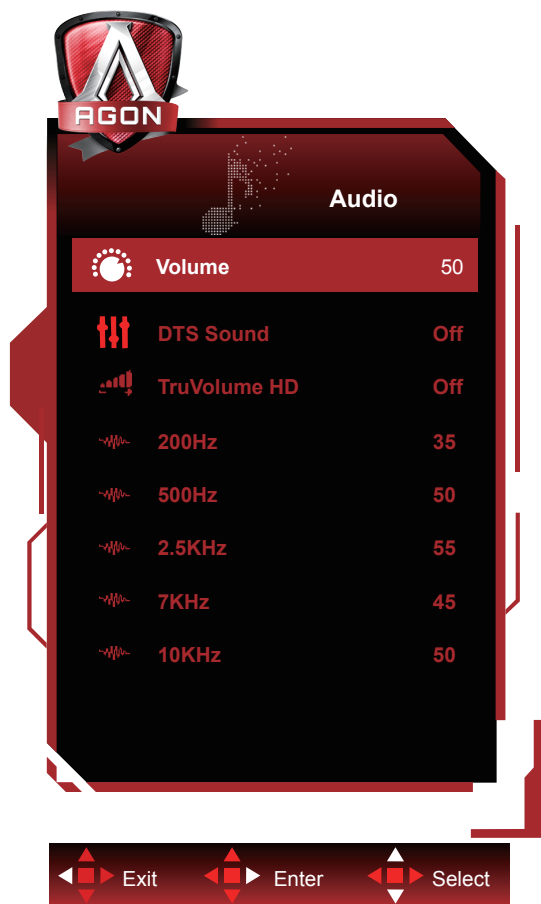 AGON
Audio
Volume 50
DTS Sound Off
TruVolume HD Off
200Hz 35
500Hz 50
2.5KHz 55
7KHz 45
10KHz 50
Exit Enter Select